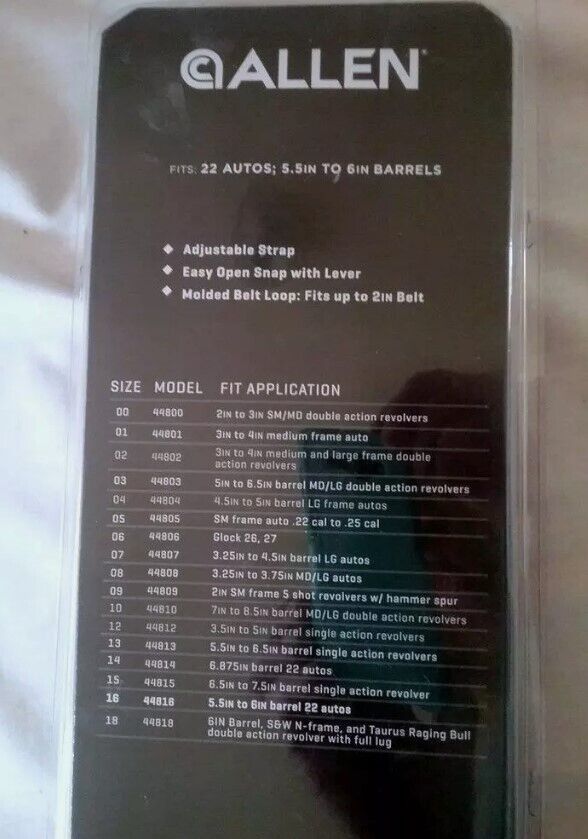 ALLEN
FITS: 22 AUTOS; 5.5IN TO 6IN BARRELS
Adjustable Strap
Easy Open Snap with Lever
Molded Belt Loop: Fits up to 2IN Belt
SIZE MODEL FIT APPLICATION
00 44800 2IN to 3IN SM/MD double action revolvers
01 44801 3IN to 4IN medium frame auto
02 44802 3IN to 4IN medium and large frame double
action revolvers
03 44803 5IN to 6.5IN barrel MD/LG double action revolvers
04 44804 4.5IN to 5IN barrel LG frame autos
05 44805 SM frame auto .22 cal to .25 cal
06 44806 Glock 26, 27
07 44807 3.25IN to 4.5IN barrel LG autos
08 44808 3.25IN to 3.75IN MD/LG autos
09 44809 2IN SM frame 5 shot revolvers w/ hammer spur
10 44810 7IN to 8.5IN barrel MD/LG double action revolvers
12 44812 3.5IN to 5IN barrel single action revolvers
13 44813 5.5IN to 6.5IN barrel single action revolvers
14 44814 6.875IN barrel 22 autos
15 44815 6.5IN to 7.5IN barrel single action revolver
16 44816 5.5IN to 6IN barrel 22 autos
18 44818 6IN Barrel, S&W N-frame, and Taurus Raging Bull
double action revolver with full lug